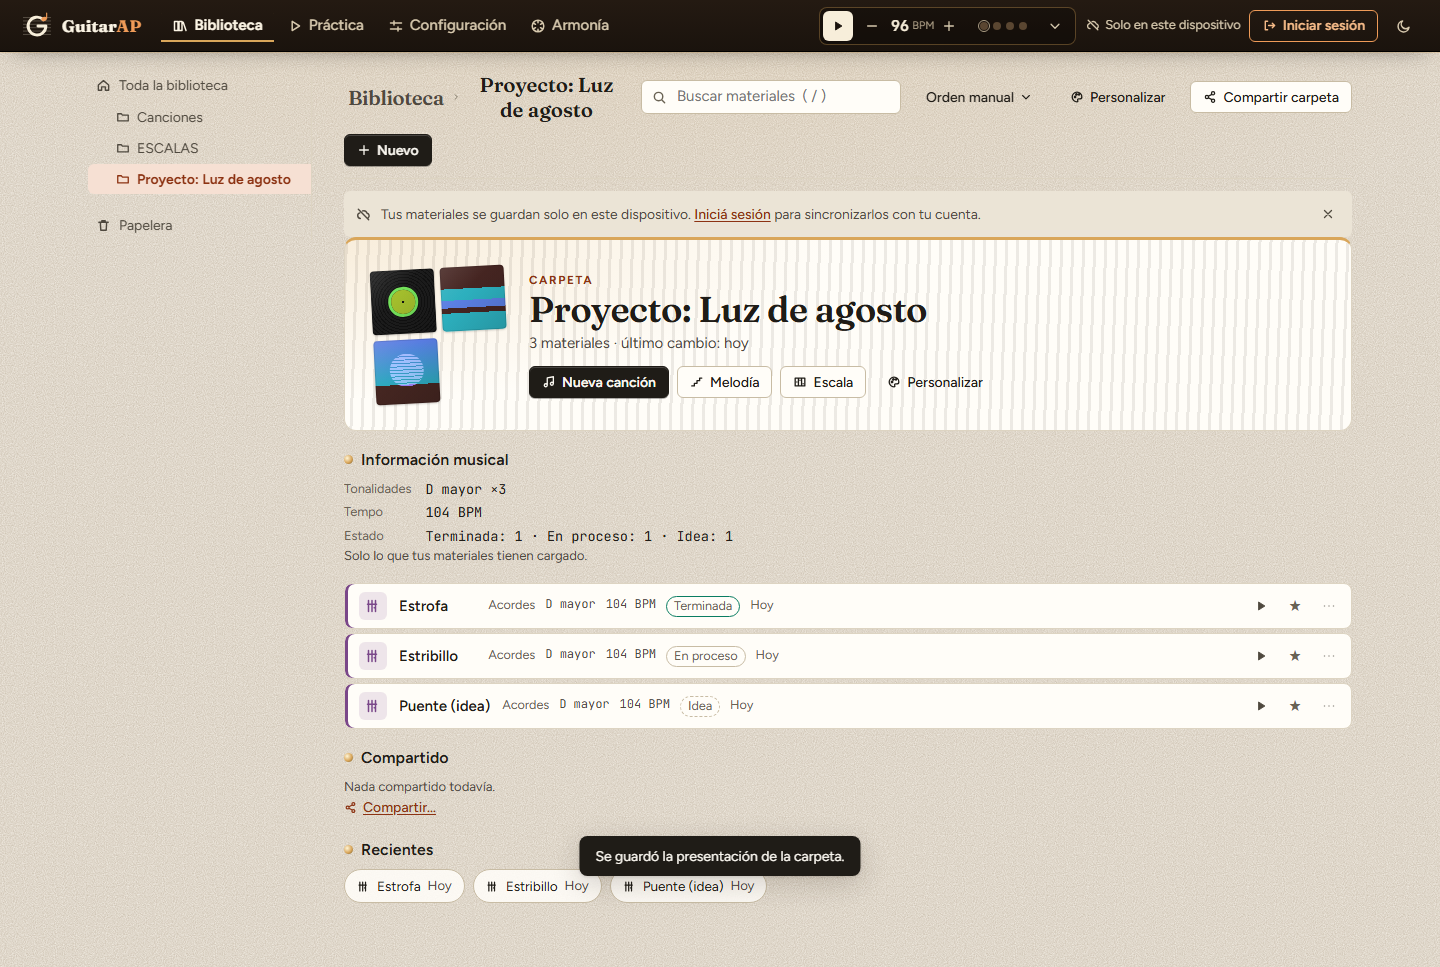 GuitarAP
Biblioteca
Práctica
Configuración
Armonía
96 BPM
Solo en este dispositivo
Iniciar sesión
Toda la biblioteca
Canciones
ESCALAS
Proyecto: Luz de agosto
Papelera
Biblioteca ›
Proyecto: Luz
de agosto
Buscar materiales ( / )
Orden manual
Personalizar
Compartir carpeta
+ Nuevo
Tus materiales se guardan solo en este dispositivo. Iniciá sesión para sincronizarlos con tu cuenta.
CARPETA
Proyecto: Luz de agosto
3 materiales · último cambio: hoy
Nueva canción
Melodía
Escala
Personalizar
Información musical
Tonalidades D mayor ×3
Tempo 104 BPM
Estado Terminada: 1 · En proceso: 1 · Idea: 1
Solo lo que tus materiales tienen cargado.
Estrofa Acordes D mayor 104 BPM Terminada Hoy
Estribillo Acordes D mayor 104 BPM En proceso Hoy
Puente (idea) Acordes D mayor 104 BPM Idea Hoy
Compartido
Nada compartido todavía.
Compartir...
Recientes
Se guardó la presentación de la carpeta.
Estrofa Hoy
Estribillo Hoy
Puente (idea) Hoy